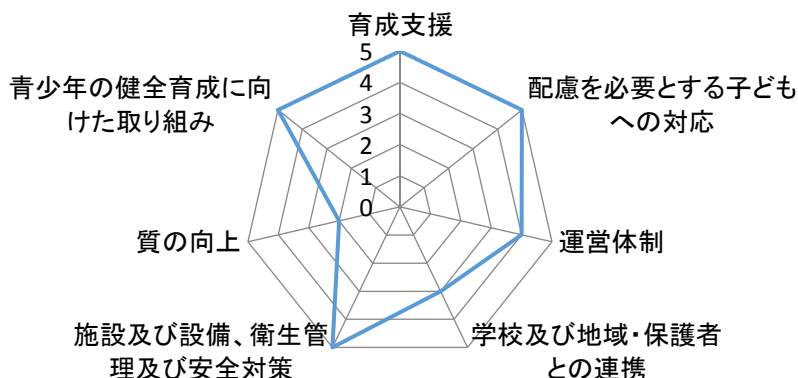 育成支援
5
4
3
2
1
0
配慮を必要とする子ども
への対応
運営体制
学校及び地域・保護者
との連携
施設及び設備、衛生管
理及び安全対策
質の向上
青少年の健全育成に向
けた取り組み